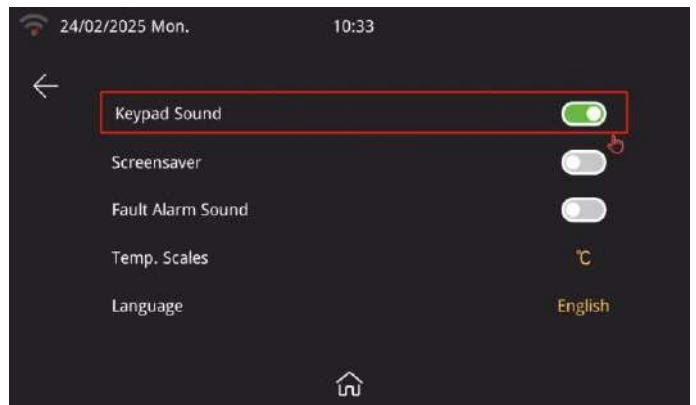 24/02/2025 Mon. 10:33
Keypad Sound
Screensaver
Fault Alarm Sound
Temp. Scales ℃
Language English